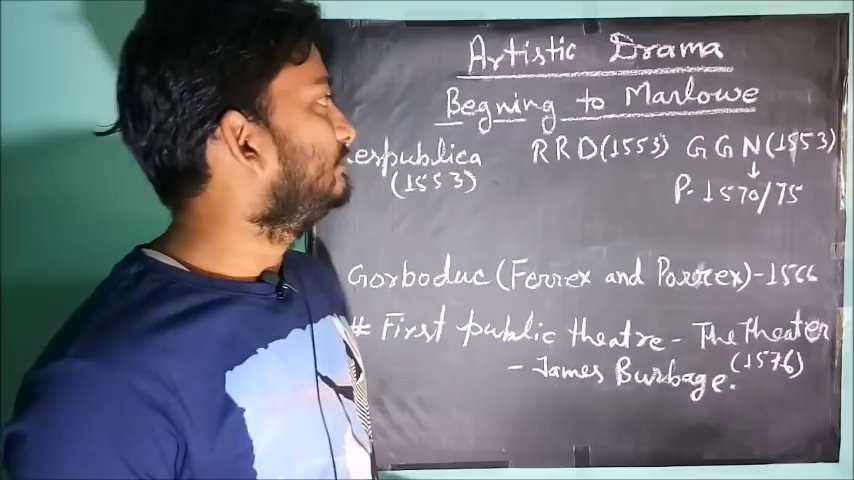 Artistic Drama
Begning to Marlowe
Respublica RRD(1553) GGN(1553)
(1553) P. 1570/75
Gorboduc (Ferrex and Porrex)-1566
# First public theatre - The Theater
(1576)
- James Burbage.